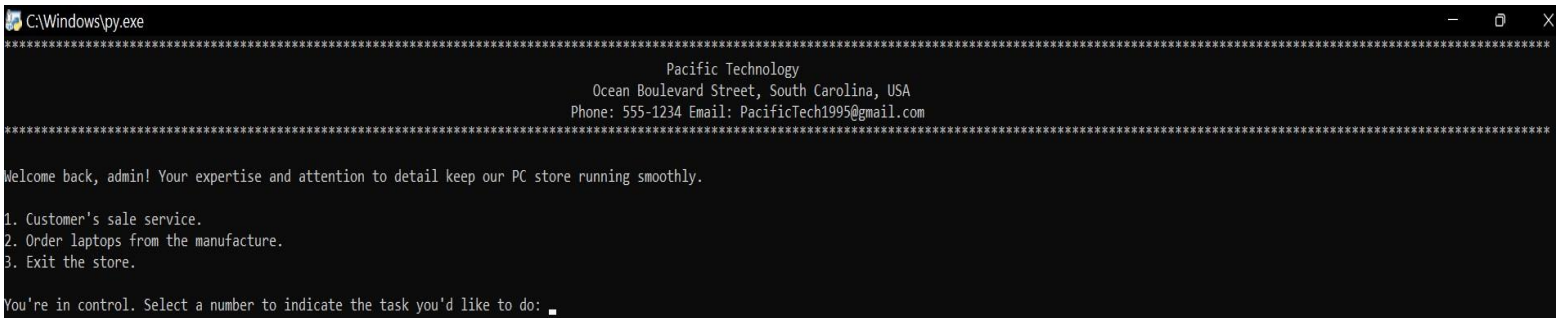 C:\Windows\py.exe
********************************************************************************************************************************************************************************************************************
Pacific Technology
Ocean Boulevard Street, South Carolina, USA
Phone: 555-1234 Email: PacificTech1995@gmail.com
********************************************************************************************************************************************************************************************************************
Welcome back, admin! Your expertise and attention to detail keep our PC store running smoothly.
1. Customer's sale service.
2. Order laptops from the manufacture.
3. Exit the store.
You're in control. Select a number to indicate the task you'd like to do: